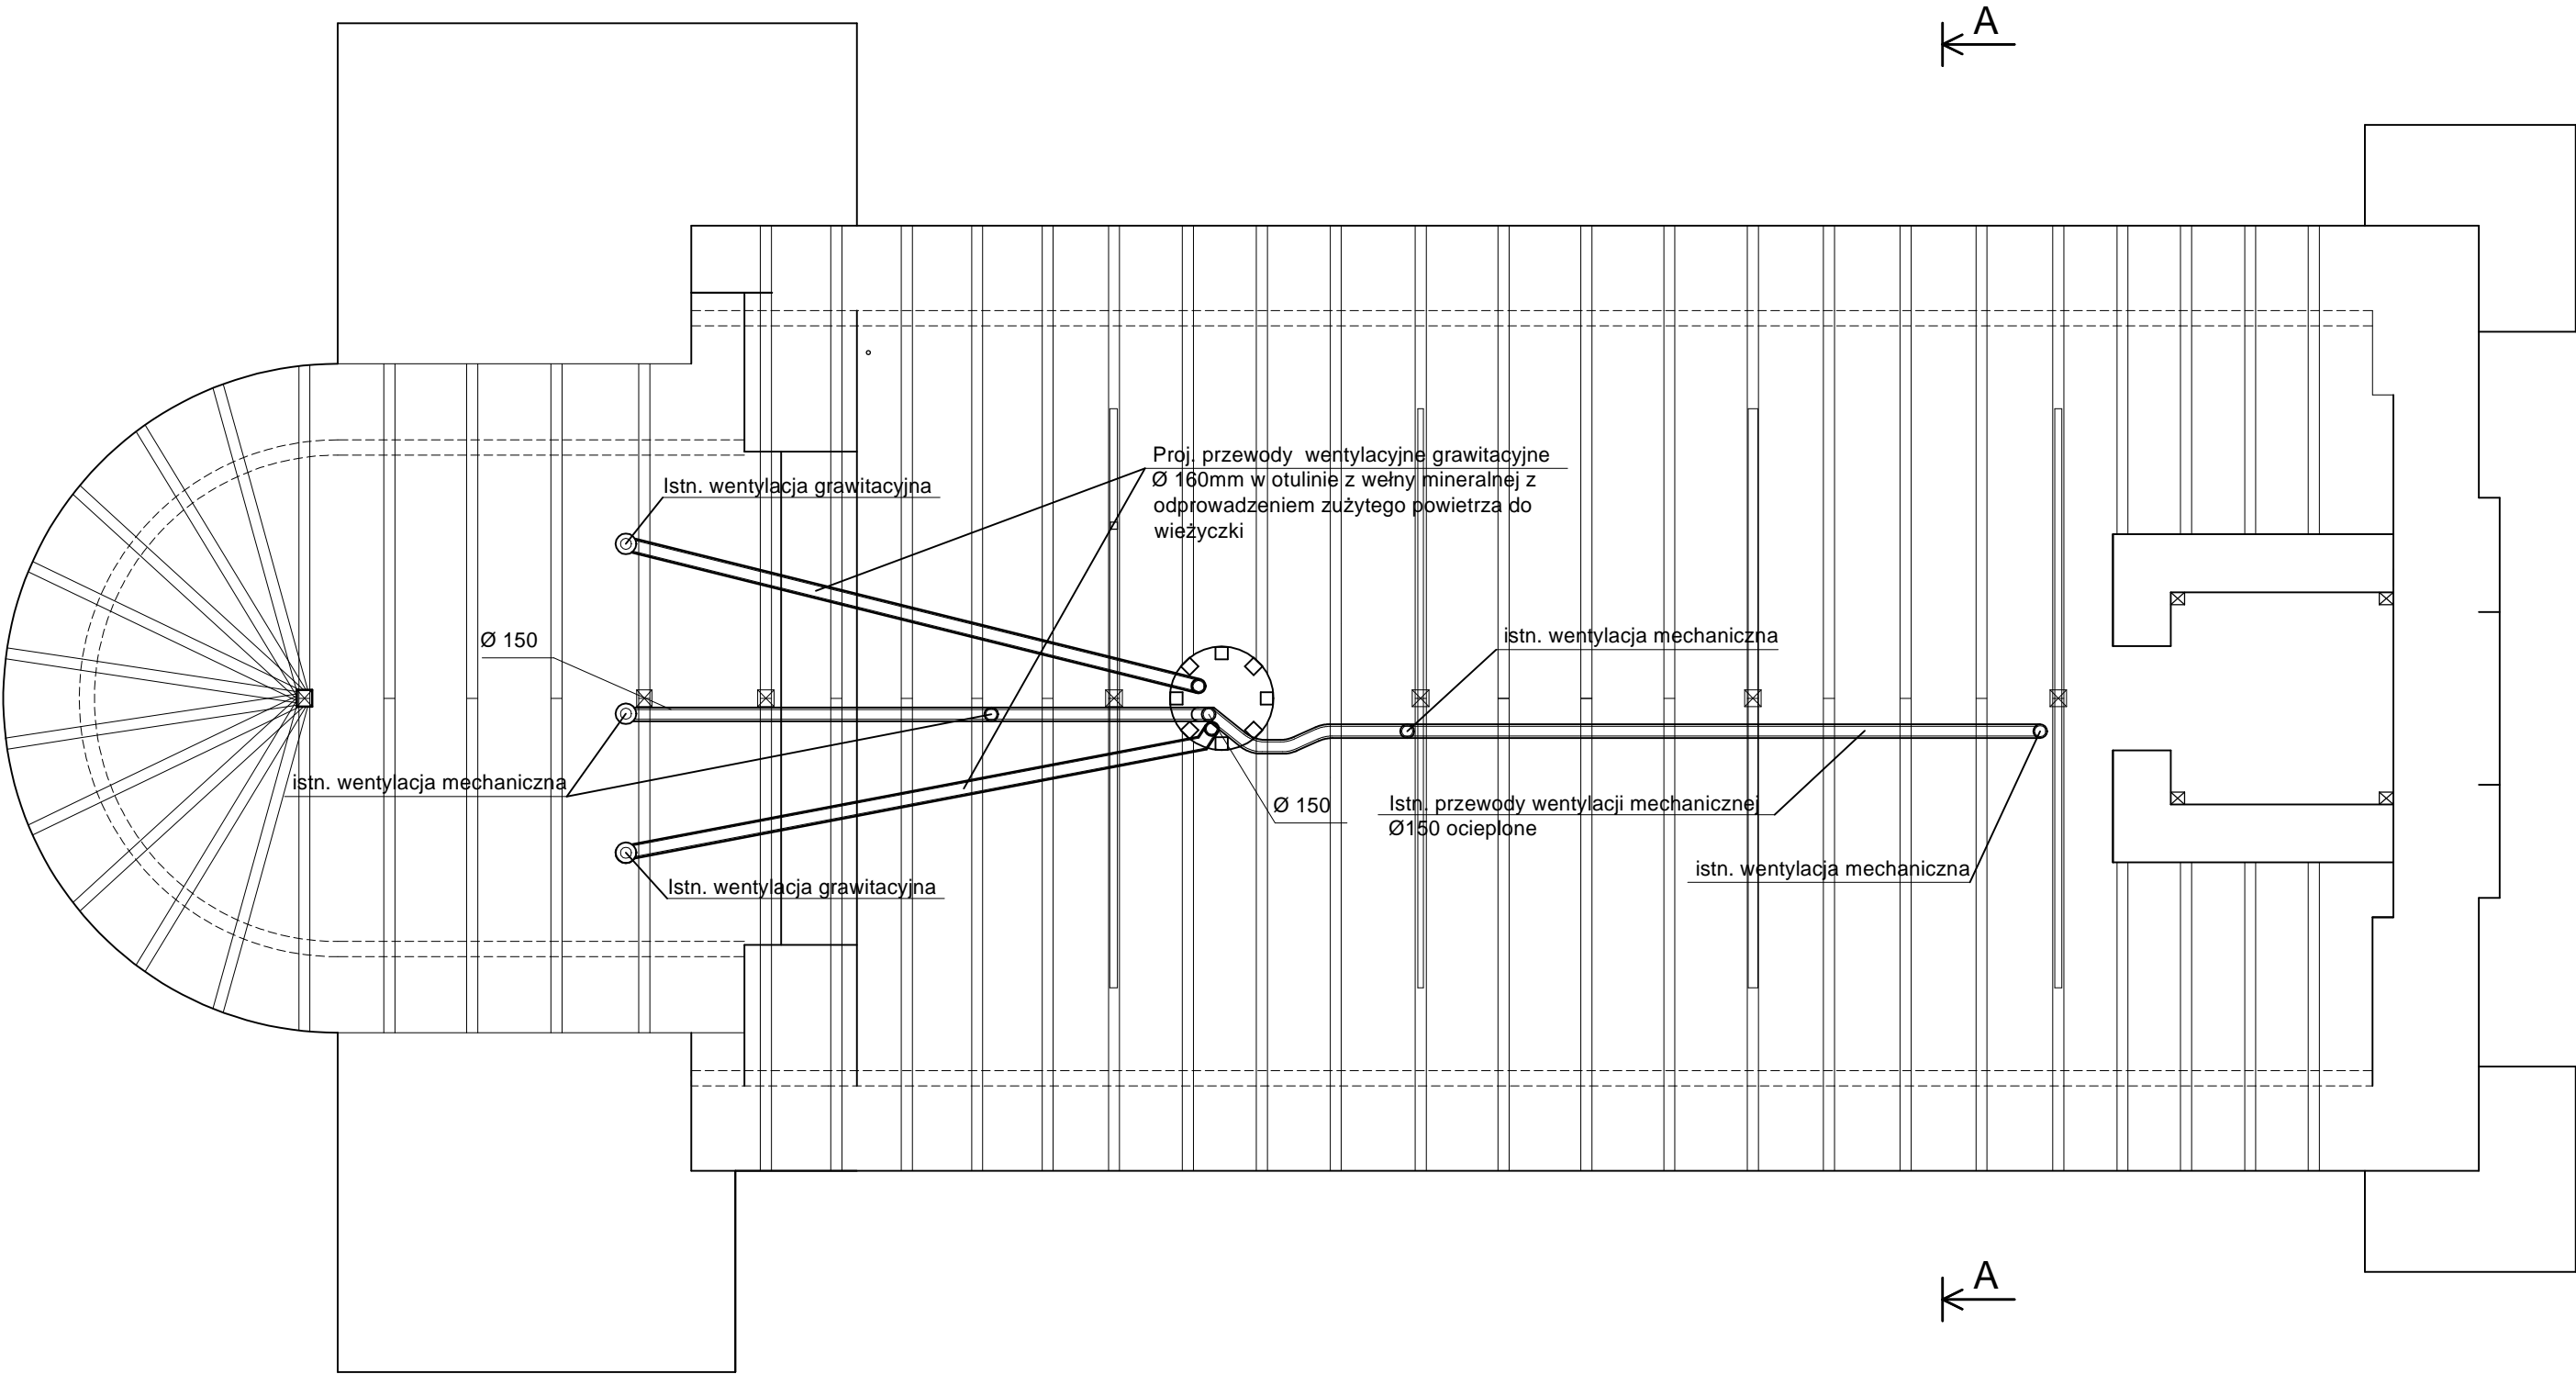 A
Proj. przewody wentylacyjne grawitacyjne
Ø 160mm w otulinie z wełny mineralnej z
odprowadzeniem zużytego powietrza do
wieżyczki
Istn. wentylacja grawitacyjna
Ø 150
istn. wentylacja mechaniczna
istn. wentylacja mechaniczna
Ø 150
Istn. przewody wentylacji mechanicznej
Ø150 ocieplone
istn. wentylacja mechaniczna
Istn. wentylacja grawitacyjna
A